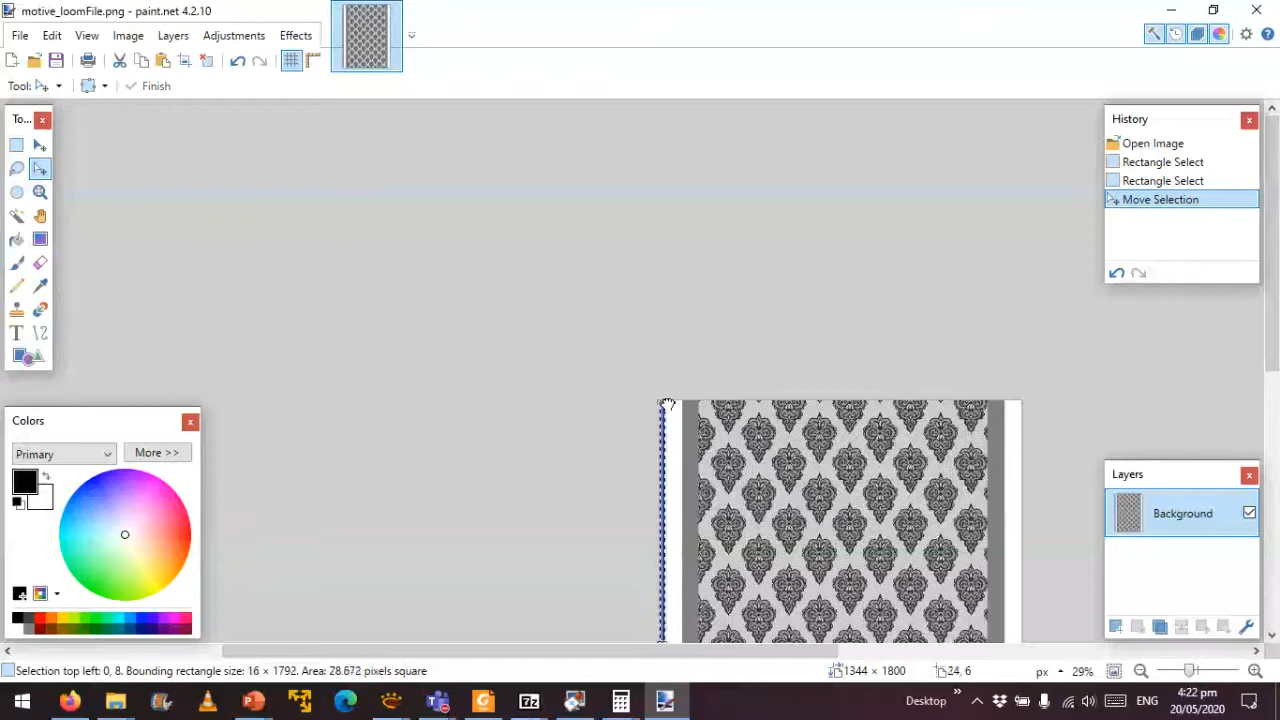 motive_loomFile.png - paint.net 4.2.10
File Edit View Image Layers Adjustments Effects
Tool: Finish
To...
History
Open Image
Rectangle Select
Rectangle Select
Move Selection
Colors
Primary
More >>
Layers
Background
Selection top left: 0, 8. Bounding rectangle size: 16 × 1792. Area: 28.672 pixels square
1344 × 1800
24, 6
px
29%
7z
Desktop
ENG
4:22 pm
20/05/2020